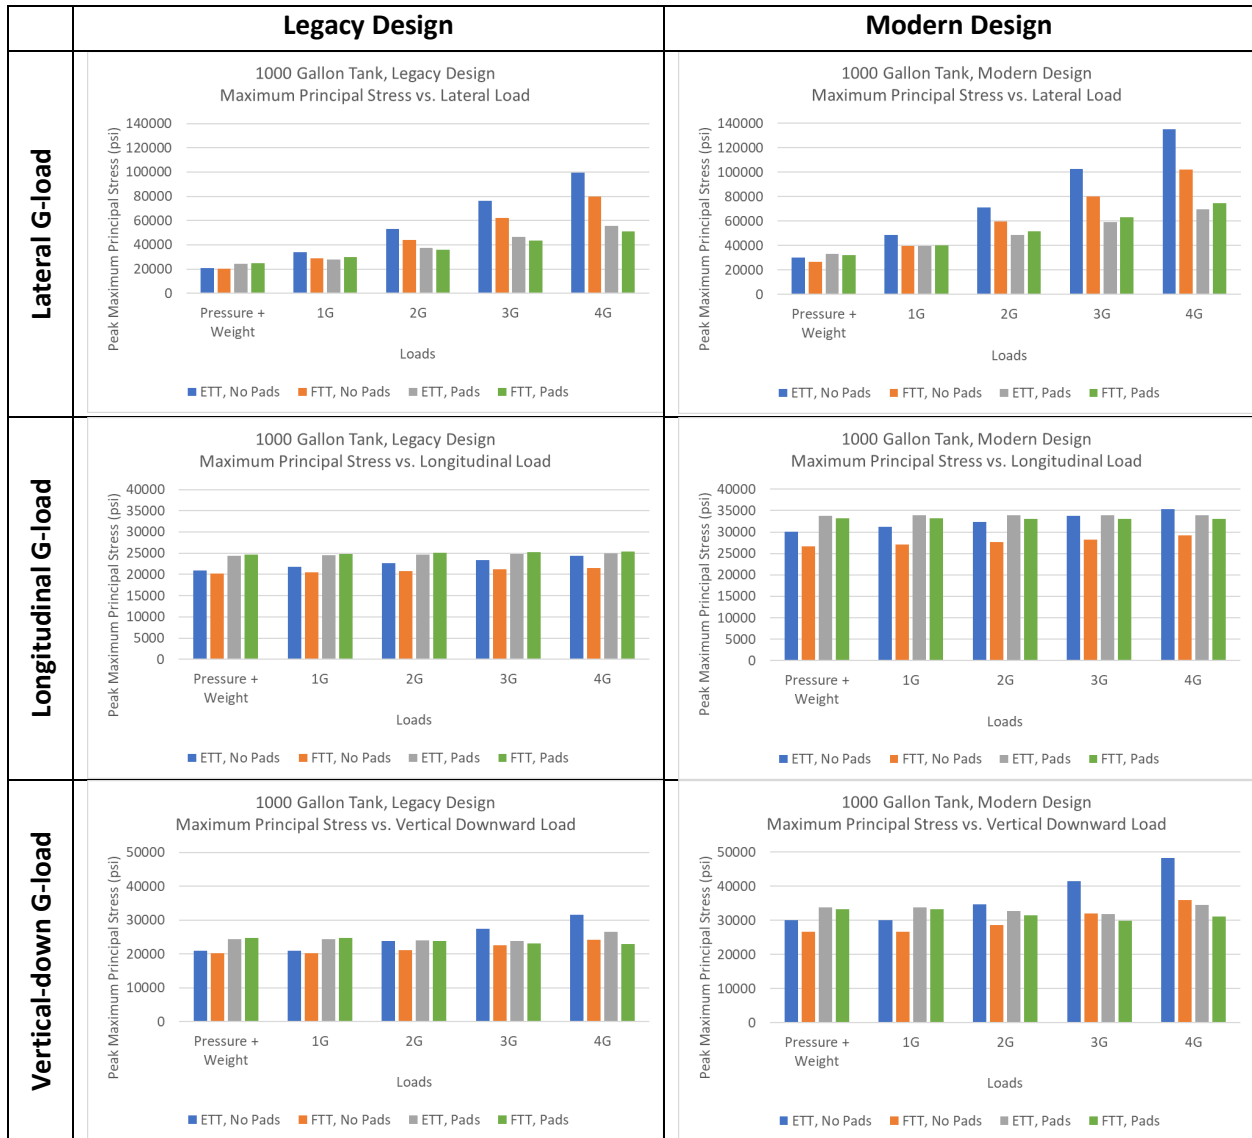 Legacy Design
Modern Design
Lateral G-load
1000 Gallon Tank, Legacy Design
Maximum Principal Stress vs. Lateral Load
Peak Maximum Principal Stress (psi)
140000
120000
100000
80000
60000
40000
20000
0
Pressure + Weight
1G
2G
3G
4G
Loads
ETT, No Pads
FTT, No Pads
ETT, Pads
FTT, Pads
1000 Gallon Tank, Modern Design
Maximum Principal Stress vs. Lateral Load
Peak Maximum Principal Stress (psi)
140000
120000
100000
80000
60000
40000
20000
0
Pressure + Weight
1G
2G
3G
4G
Loads
ETT, No Pads
FTT, No Pads
ETT, Pads
FTT, Pads
Longitudinal G-load
1000 Gallon Tank, Legacy Design
Maximum Principal Stress vs. Longitudinal Load
Peak Maximum Principal Stress (psi)
40000
35000
30000
25000
20000
15000
10000
5000
0
Pressure + Weight
1G
2G
3G
4G
Loads
ETT, No Pads
FTT, No Pads
ETT, Pads
FTT, Pads
1000 Gallon Tank, Modern Design
Maximum Principal Stress vs. Longitudinal Load
Peak Maximum Principal Stress (psi)
40000
35000
30000
25000
20000
15000
10000
5000
0
Pressure + Weight
1G
2G
3G
4G
Loads
ETT, No Pads
FTT, No Pads
ETT, Pads
FTT, Pads
Vertical-down G-load
1000 Gallon Tank, Legacy Design
Maximum Principal Stress vs. Vertical Downward Load
Peak Maximum Principal Stress (psi)
50000
40000
30000
20000
10000
0
Pressure + Weight
1G
2G
3G
4G
Loads
ETT, No Pads
FTT, No Pads
ETT, Pads
FTT, Pads
1000 Gallon Tank, Modern Design
Maximum Principal Stress vs. Vertical Downward Load
Peak Maximum Principal Stress (psi)
50000
40000
30000
20000
10000
0
Pressure + Weight
1G
2G
3G
4G
Loads
ETT, No Pads
FTT, No Pads
ETT, Pads
FTT, Pads